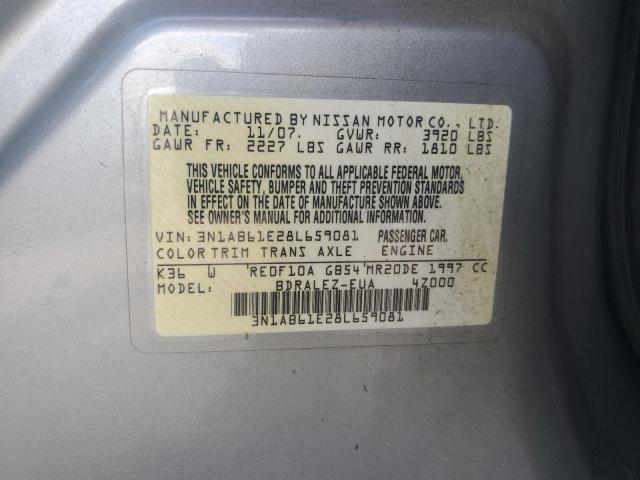 MANUFACTURED BY NISSAN MOTOR CO., LTD.
DATE: 11/07. GVWR: 3920 LBS
GAWR FR: 2227 LBS GAWR RR: 1810 LBS
THIS VEHICLE CONFORMS TO ALL APPLICABLE FEDERAL MOTOR,
VEHICLE SAFETY, BUMPER AND THEFT PREVENTION STANDARDS
IN EFFECT ON THE DATE OF MANUFACTURE SHOWN ABOVE.
SEE OWNER'S MANUAL FOR ADDITIONAL INFORMATION.
VIN: 3N1AB61E28L659081 PASSENGER CAR.
COLOR TRIM TRANS AXLE ENGINE
K36 W RE0F10A GB54 MR20DE 1997 CC
MODEL: BDRALEZ-EUA 4Z000
3N1AB61E28L659081